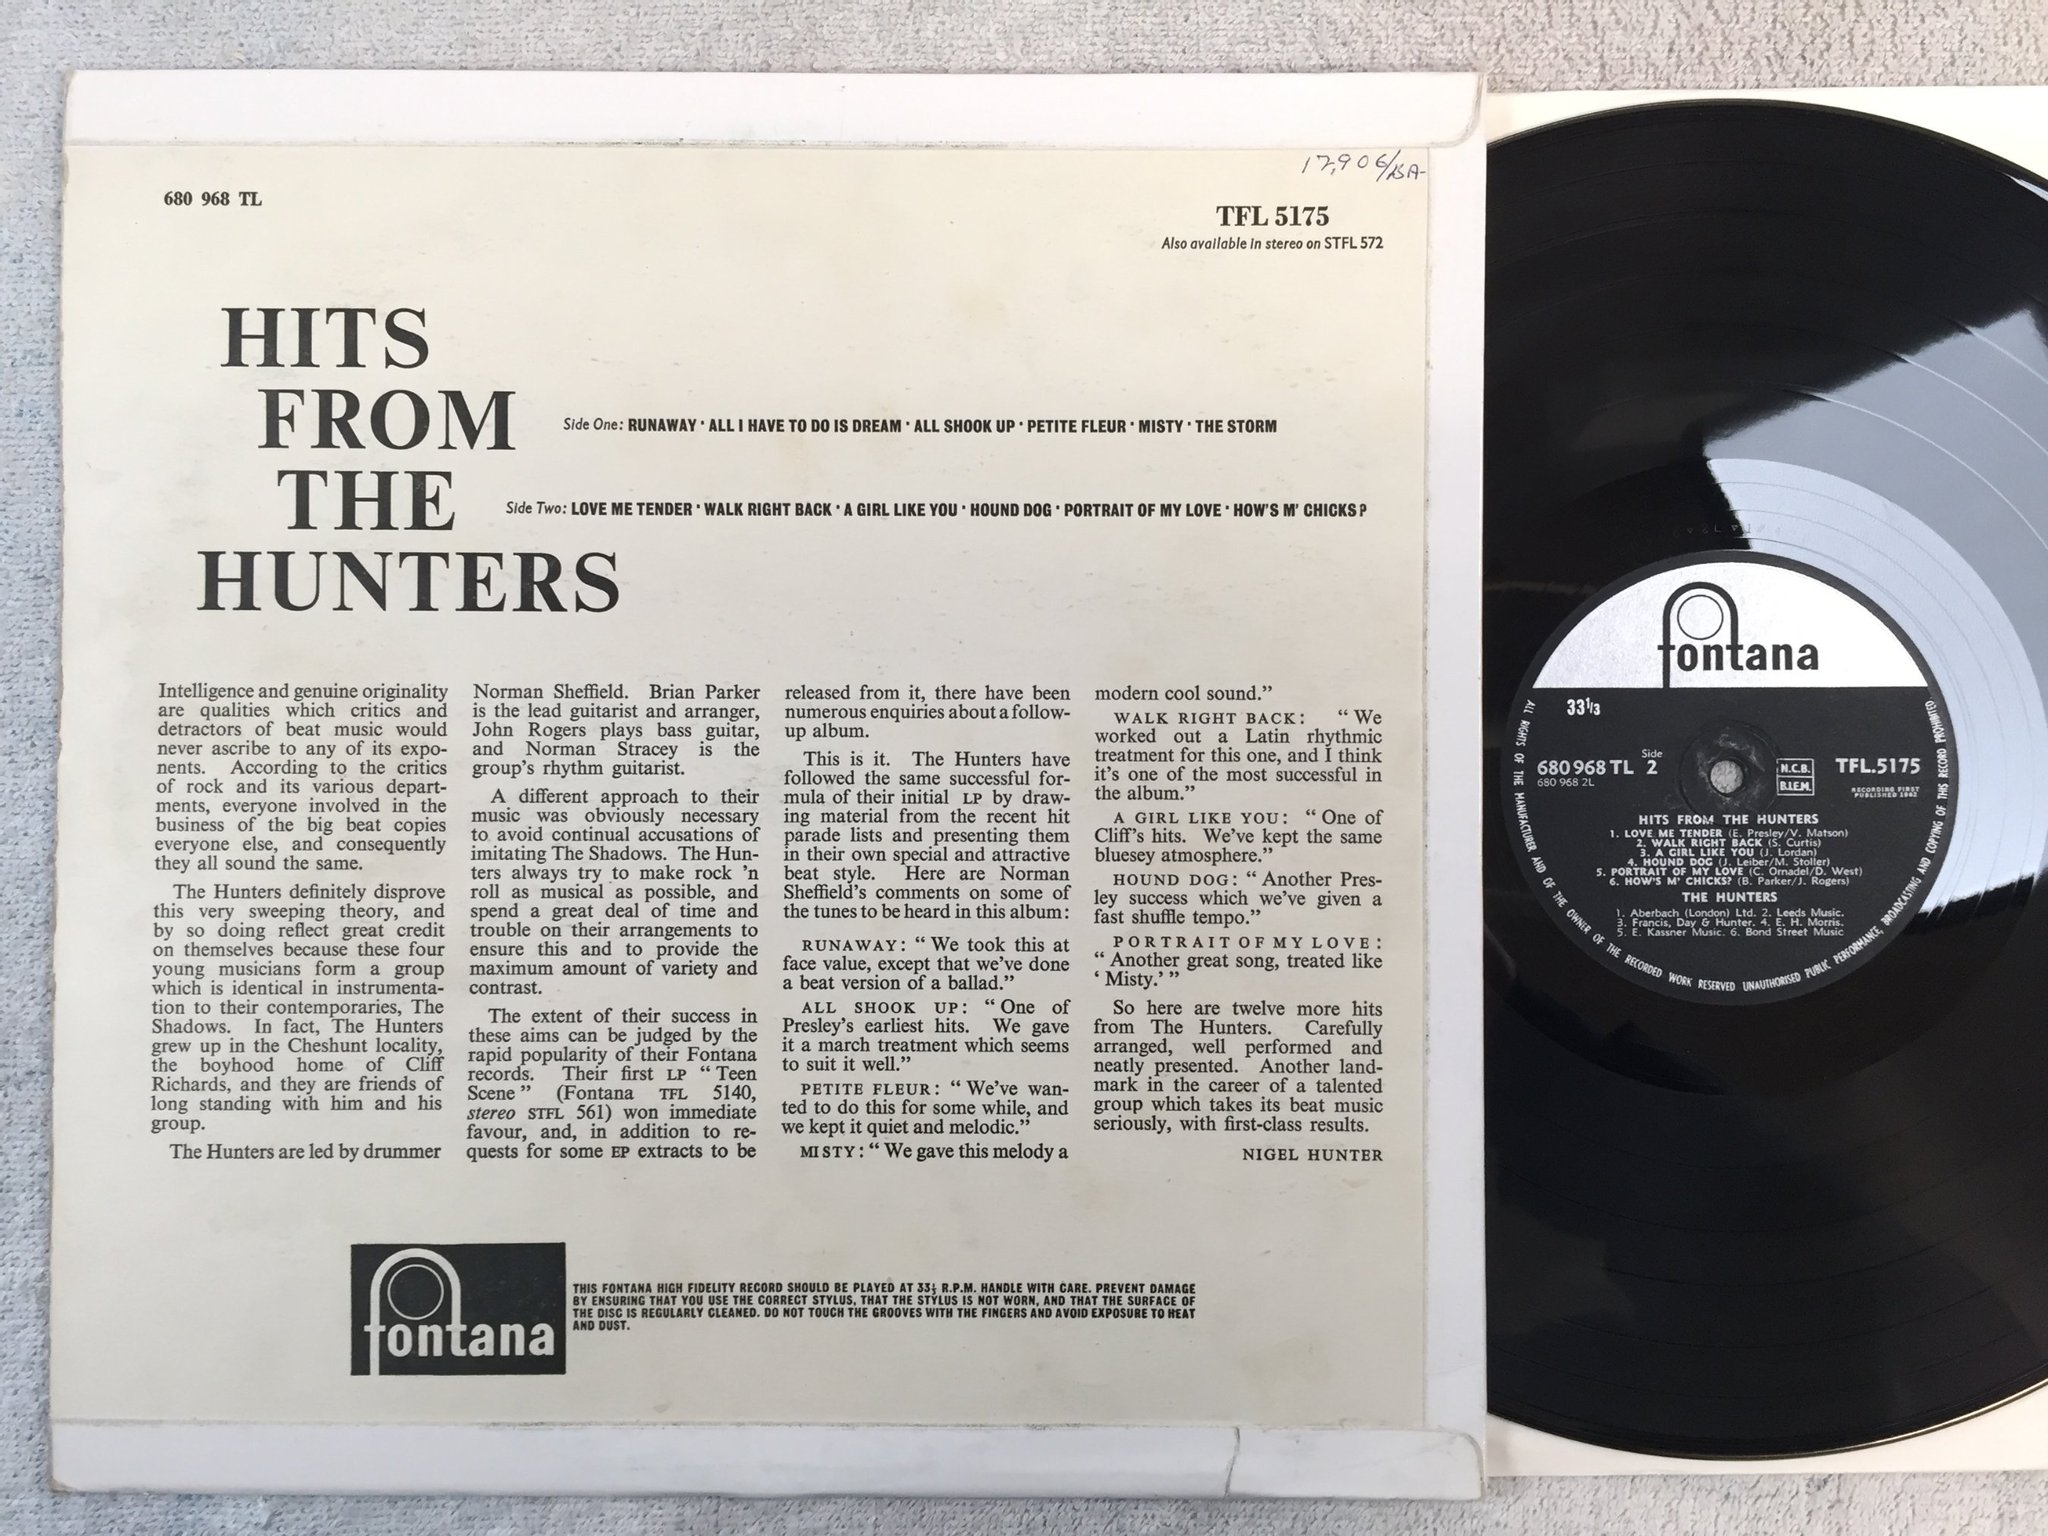 17,906/BA-
680 968 TL
TFL 5175
Also available in stereo on STFL 572
HITS
FROM
THE
HUNTERS
Side One: RUNAWAY · ALL I HAVE TO DO IS DREAM · ALL SHOOK UP · PETITE FLEUR · MISTY · THE STORM
Side Two: LOVE ME TENDER · WALK RIGHT BACK · A GIRL LIKE YOU · HOUND DOG · PORTRAIT OF MY LOVE · HOW'S M' CHICKS?
Intelligence and genuine originality
are qualities which critics and
detractors of beat music would
never ascribe to any of its expo-
nents. According to the critics
of rock and its various depart-
ments, everyone involved in the
business of the big beat copies
everyone else, and consequently
they all sound the same.
The Hunters definitely disprove
this very sweeping theory, and
by so doing reflect great credit
on themselves because these four
young musicians form a group
which is identical in instrumenta-
tion to their contemporaries, The
Shadows. In fact, The Hunters
grew up in the Cheshunt locality,
the boyhood home of Cliff
Richards, and they are friends of
long standing with him and his
group.
The Hunters are led by drummer
Norman Sheffield. Brian Parker
is the lead guitarist and arranger,
John Rogers plays bass guitar,
and Norman Stracey is the
group's rhythm guitarist.
A different approach to their
music was obviously necessary
to avoid continual accusations of
imitating The Shadows. The Hun-
ters always try to make rock 'n
roll as musical as possible, and
spend a great deal of time and
trouble on their arrangements to
ensure this and to provide the
maximum amount of variety and
contrast.
The extent of their success in
these aims can be judged by the
rapid popularity of their Fontana
records. Their first LP "Teen
Scene" (Fontana TFL 5140,
stereo STFL 561) won immediate
favour, and, in addition to re-
quests for some EP extracts to be
released from it, there have been
numerous enquiries about a follow-
up album.
This is it. The Hunters have
followed the same successful for-
mula of their initial LP by draw-
ing material from the recent hit
parade lists and presenting them
in their own special and attractive
beat style. Here are Norman
Sheffield's comments on some of
the tunes to be heard in this album:
RUNAWAY: "We took this at
face value, except that we've done
a beat version of a ballad."
ALL SHOOK UP: "One of
Presley's earliest hits. We gave
it a march treatment which seems
to suit it well."
PETITE FLEUR: "We've wan-
ted to do this for some while, and
we kept it quiet and melodic."
MISTY: "We gave this melody a
modern cool sound."
WALK RIGHT BACK: "We
worked out a Latin rhythmic
treatment for this one, and I think
it's one of the most successful in
the album."
A GIRL LIKE YOU: "One of
Cliff's hits. We've kept the same
bluesey atmosphere."
HOUND DOG: "Another Pres-
ley success which we've given a
fast shuffle tempo."
PORTRAIT OF MY LOVE:
"Another great song, treated like
'Misty.'"
So here are twelve more hits
from The Hunters. Carefully
arranged, well performed and
neatly presented. Another land-
mark in the career of a talented
group which takes its beat music
seriously, with first-class results.
NIGEL HUNTER
fontana
THIS FONTANA HIGH FIDELITY RECORD SHOULD BE PLAYED AT 33⅓ R.P.M. HANDLE WITH CARE. PREVENT DAMAGE
BY ENSURING THAT YOU USE THE CORRECT STYLUS, THAT THE STYLUS IS NOT WORN, AND THAT THE SURFACE OF
THE DISC IS REGULARLY CLEANED. DO NOT TOUCH THE GROOVES WITH THE FINGERS AND AVOID EXPOSURE TO HEAT
AND DUST.
fontana
33 1/3
680 968 TL Side 2
680 968 2L
N.C.B.
B.I.E.M.
TFL.5175
RECORDING FIRST
PUBLISHED 1962
HITS FROM THE HUNTERS
1. LOVE ME TENDER (E. Presley/V. Matson)
2. WALK RIGHT BACK (S. Curtis)
3. A GIRL LIKE YOU (J. Lordan)
4. HOUND DOG (J. Leiber/M. Stoller)
5. PORTRAIT OF MY LOVE (C. Ornadel/D. West)
6. HOW'S M' CHICKS? (B. Parker/J. Rogers)
THE HUNTERS
1. Aberbach (London) Ltd. 2. Leeds Music.
3. Francis, Day & Hunter. 4. E. H. Morris.
5. E. Kassner Music. 6. Bond Street Music
ALL RIGHTS OF THE MANUFACTURER AND OF THE OWNER OF THE RECORDED WORK RESERVED UNAUTHORISED PUBLIC PERFORMANCE, BROADCASTING AND COPYING OF THIS RECORD PROHIBITED